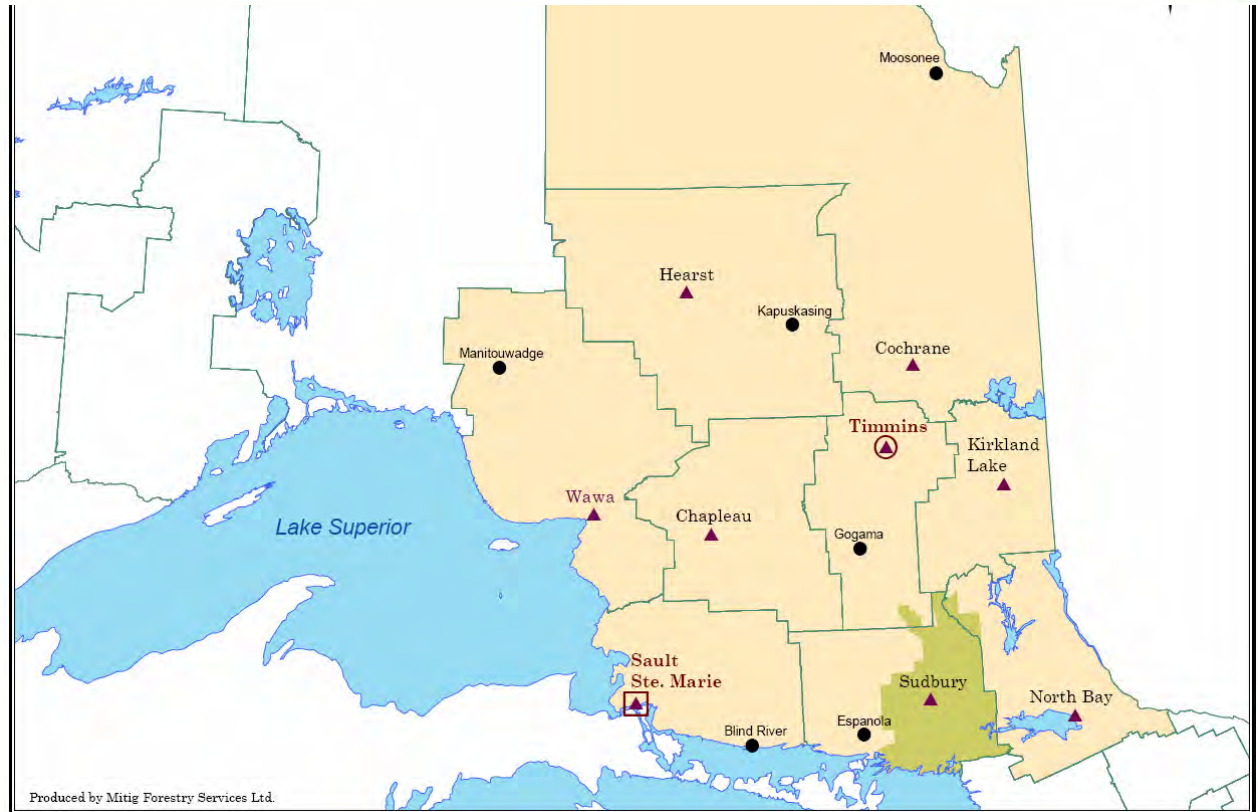 Moosonee
Hearst
Kapuskasing
Manitouwadge
Cochrane
Timmins
Kirkland
Lake
Wawa
Chapleau
Lake Superior
Gogama
Sault
Ste. Marie
Sudbury
North Bay
Blind River
Espanola
Produced by Mitig Forestry Services Ltd.